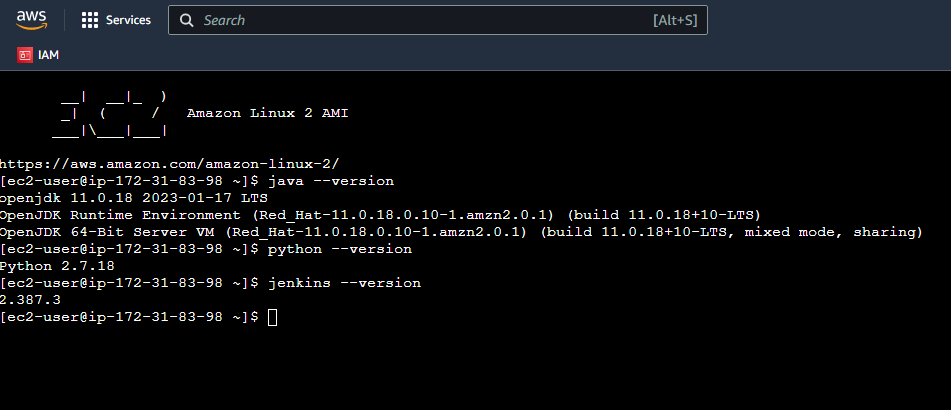 aws Services Search [Alt+S]
IAM
__|  __|_  )
_|  (     /   Amazon Linux 2 AMI
___|\___|___|
https://aws.amazon.com/amazon-linux-2/
[ec2-user@ip-172-31-83-98 ~]$ java --version
openjdk 11.0.18 2023-01-17 LTS
OpenJDK Runtime Environment (Red_Hat-11.0.18.0.10-1.amzn2.0.1) (build 11.0.18+10-LTS)
OpenJDK 64-Bit Server VM (Red_Hat-11.0.18.0.10-1.amzn2.0.1) (build 11.0.18+10-LTS, mixed mode, sharing)
[ec2-user@ip-172-31-83-98 ~]$ python --version
Python 2.7.18
[ec2-user@ip-172-31-83-98 ~]$ jenkins --version
2.387.3
[ec2-user@ip-172-31-83-98 ~]$